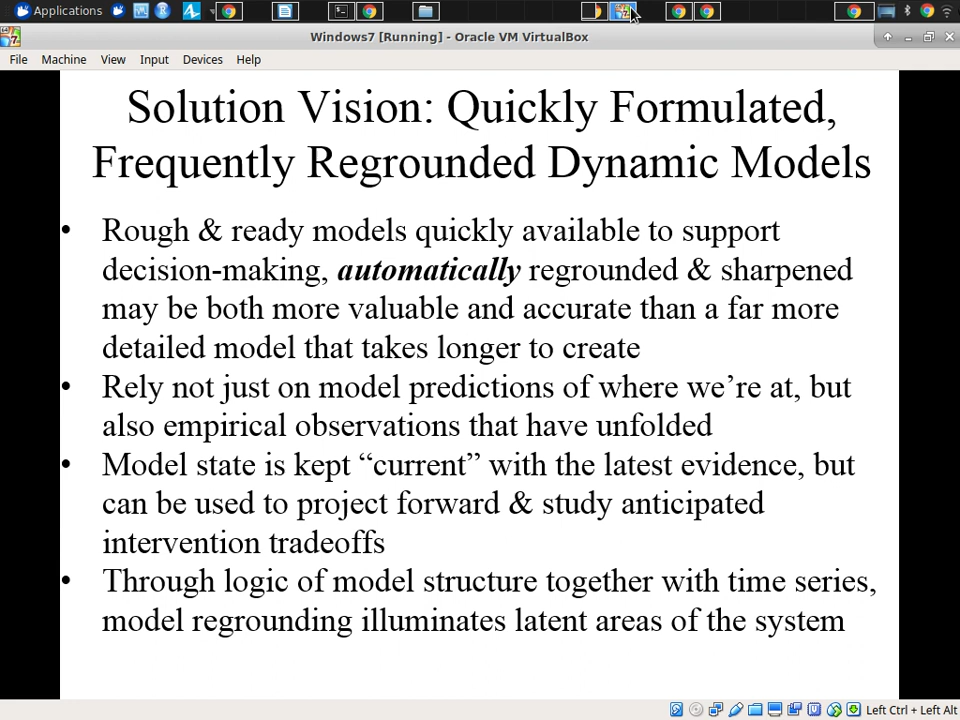 Applications
Windows7 [Running] - Oracle VM VirtualBox
File Machine View Input Devices Help
Solution Vision: Quickly Formulated,
Frequently Regrounded Dynamic Models
• Rough & ready models quickly available to support
decision-making, automatically regrounded & sharpened
may be both more valuable and accurate than a far more
detailed model that takes longer to create
• Rely not just on model predictions of where we’re at, but
also empirical observations that have unfolded
• Model state is kept “current” with the latest evidence, but
can be used to project forward & study anticipated
intervention tradeoffs
• Through logic of model structure together with time series,
model regrounding illuminates latent areas of the system
Left Ctrl + Left Alt